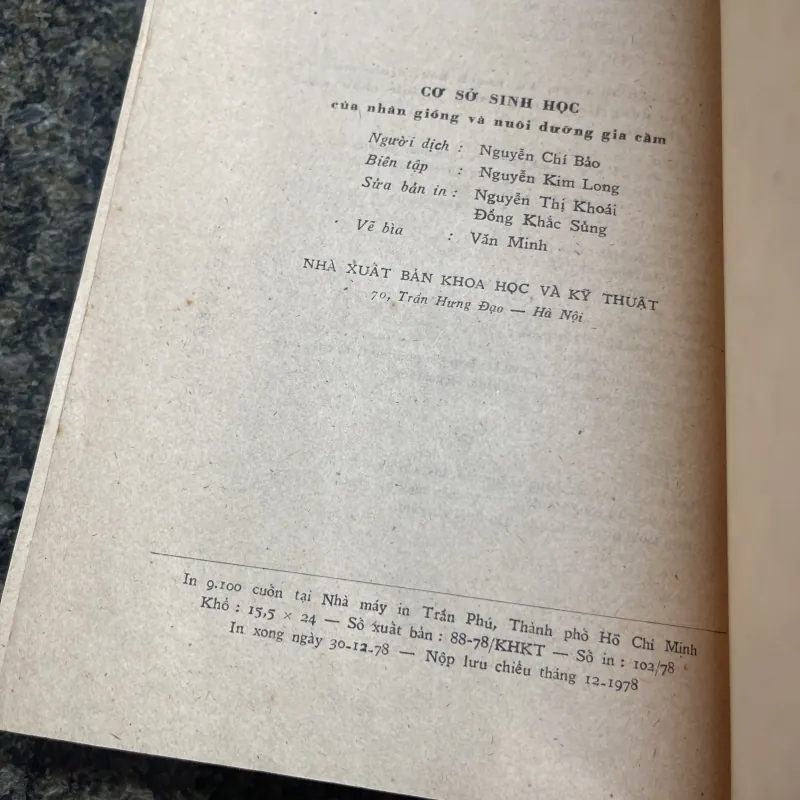 CƠ SỞ SINH HỌC
của nhân giống và nuôi dưỡng gia cầm
Người dịch : Nguyễn Chí Bảo
Biên tập : Nguyễn Kim Long
Sửa bản in : Nguyễn Thị Khoái
Đồng Khắc Sủng
Vẽ bìa : Văn Minh
NHÀ XUẤT BẢN KHOA HỌC VÀ KỸ THUẬT
70, Trần Hưng Đạo — Hà Nội
In 9.100 cuốn tại Nhà máy in Trần Phú, Thành phố Hồ Chí Minh
Khổ : 15,5 × 24 — Số xuất bản : 88-78/KHKT — Số in : 102/78
In xong ngày 30-12-78 — Nộp lưu chiểu tháng 12-1978